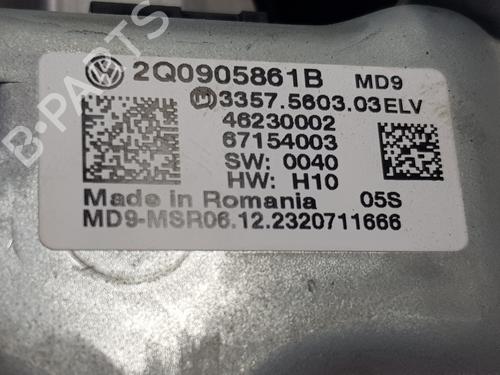 2Q0905861B MD9
3357.5603.03ELV
46230002
67154003
SW: 0040
HW: H10
Made in Romania 05S
MD9-MSR06.12.2320711666
B-PARTS